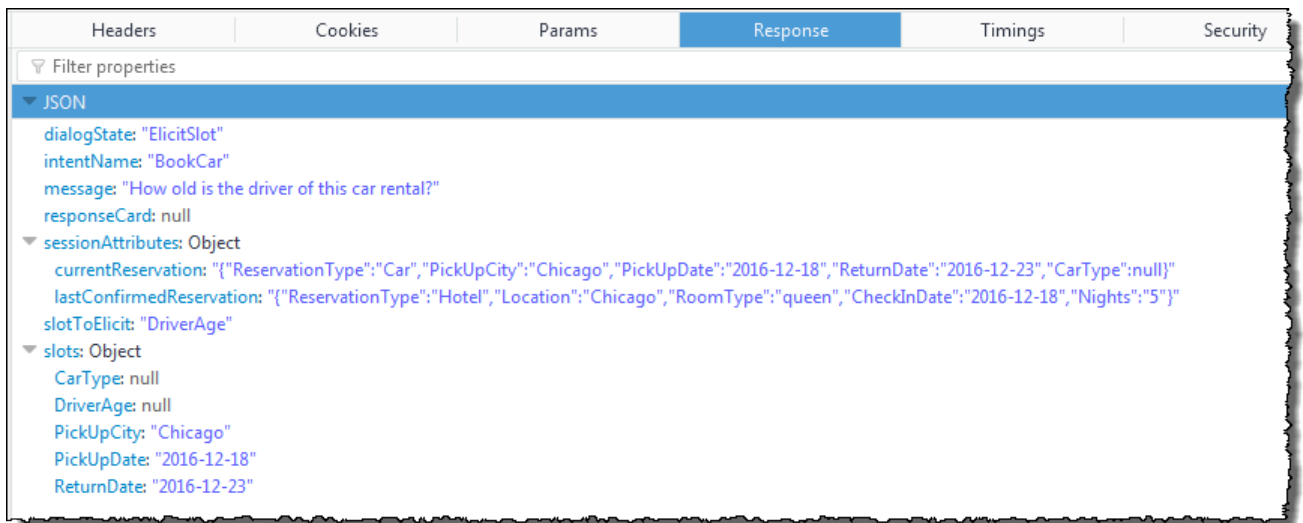 Headers Cookies Params Response Timings Security
Filter properties
JSON
dialogState: "ElicitSlot"
intentName: "BookCar"
message: "How old is the driver of this car rental?"
responseCard: null
sessionAttributes: Object
currentReservation: "{"ReservationType":"Car","PickUpCity":"Chicago","PickUpDate":"2016-12-18","ReturnDate":"2016-12-23","CarType":null}"
lastConfirmedReservation: "{"ReservationType":"Hotel","Location":"Chicago","RoomType":"queen","CheckInDate":"2016-12-18","Nights":"5"}"
slotToElicit: "DriverAge"
slots: Object
CarType: null
DriverAge: null
PickUpCity: "Chicago"
PickUpDate: "2016-12-18"
ReturnDate: "2016-12-23"